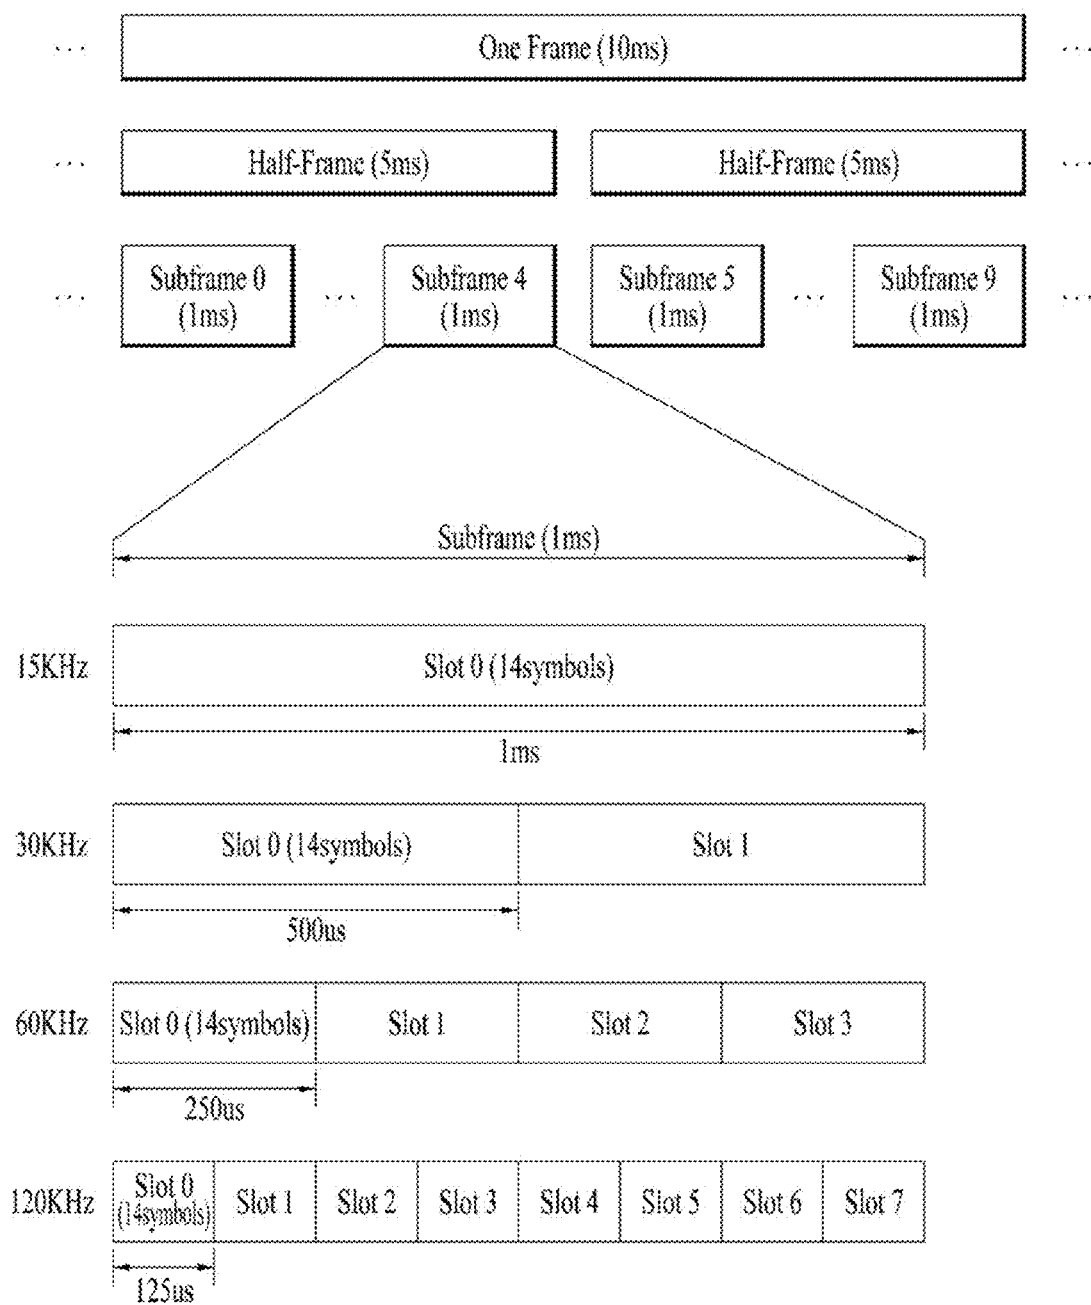 ... One Frame (10ms) ...
... Half-Frame (5ms) Half-Frame (5ms) ...
... Subframe 0 (1ms) ... Subframe 4 (1ms) Subframe 5 (1ms) ... Subframe 9 (1ms) ...
Subframe (1ms)
15KHz Slot 0 (14symbols)
1ms
30KHz Slot 0 (14symbols) Slot 1
500us
60KHz Slot 0 (14symbols) Slot 1 Slot 2 Slot 3
250us
120KHz Slot 0 (14symbols) Slot 1 Slot 2 Slot 3 Slot 4 Slot 5 Slot 6 Slot 7
125us